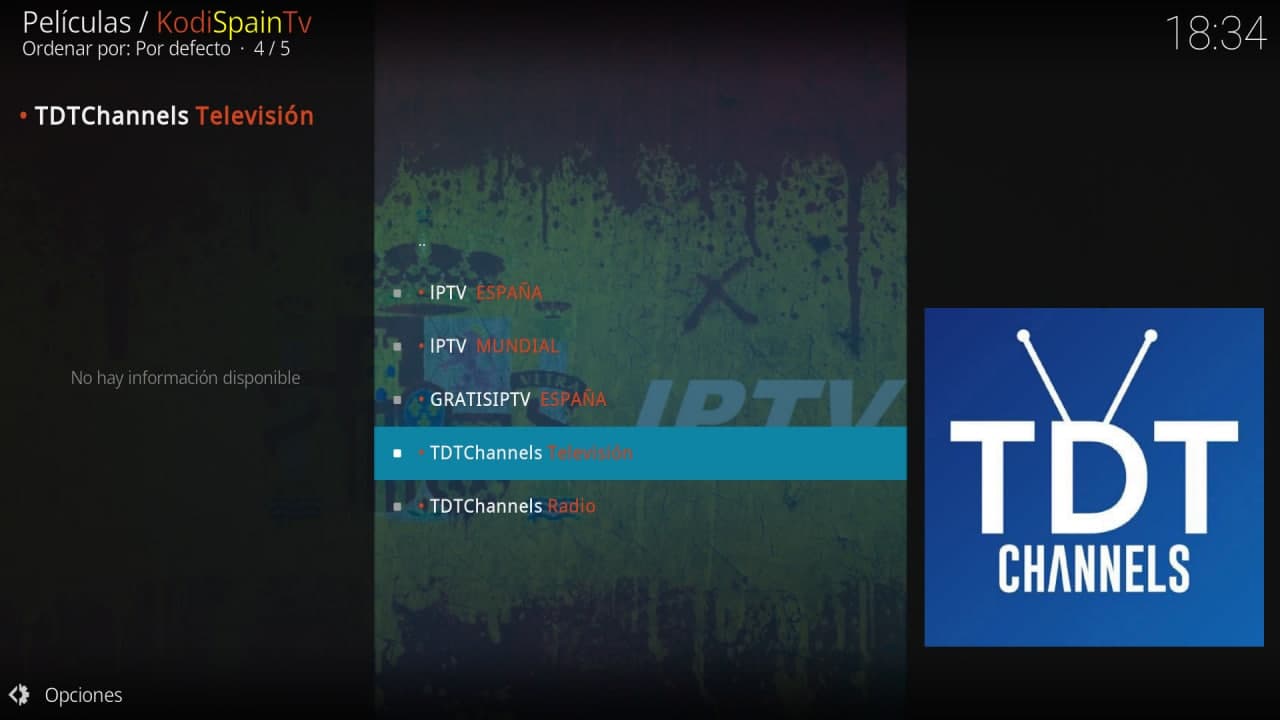 Películas / KodiSpainTv
Ordenar por: Por defecto · 4 / 5
18:34
• TDTChannels Televisión
..
• IPTV ESPAÑA
• IPTV MUNDIAL
No hay información disponible
VITRA
• GRATISIPTV ESPAÑA
IPTV
• TDTChannels Televisión
• TDTChannels Radio
TDT
CHANNELS
Opciones